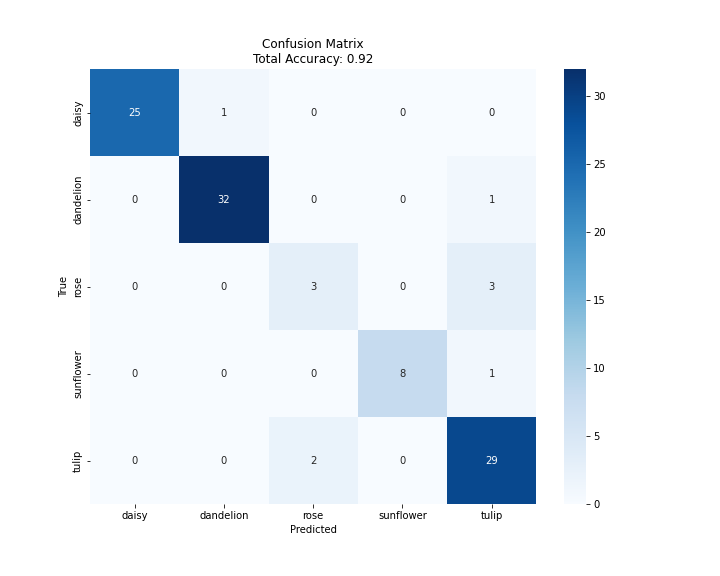 Confusion Matrix
Total Accuracy: 0.92
True
daisy 25 1 0 0 0
dandelion 0 32 0 0 1
rose 0 0 3 0 3
sunflower 0 0 0 8 1
tulip 0 0 2 0 29
daisy dandelion rose sunflower tulip
Predicted
30
25
20
15
10
5
0